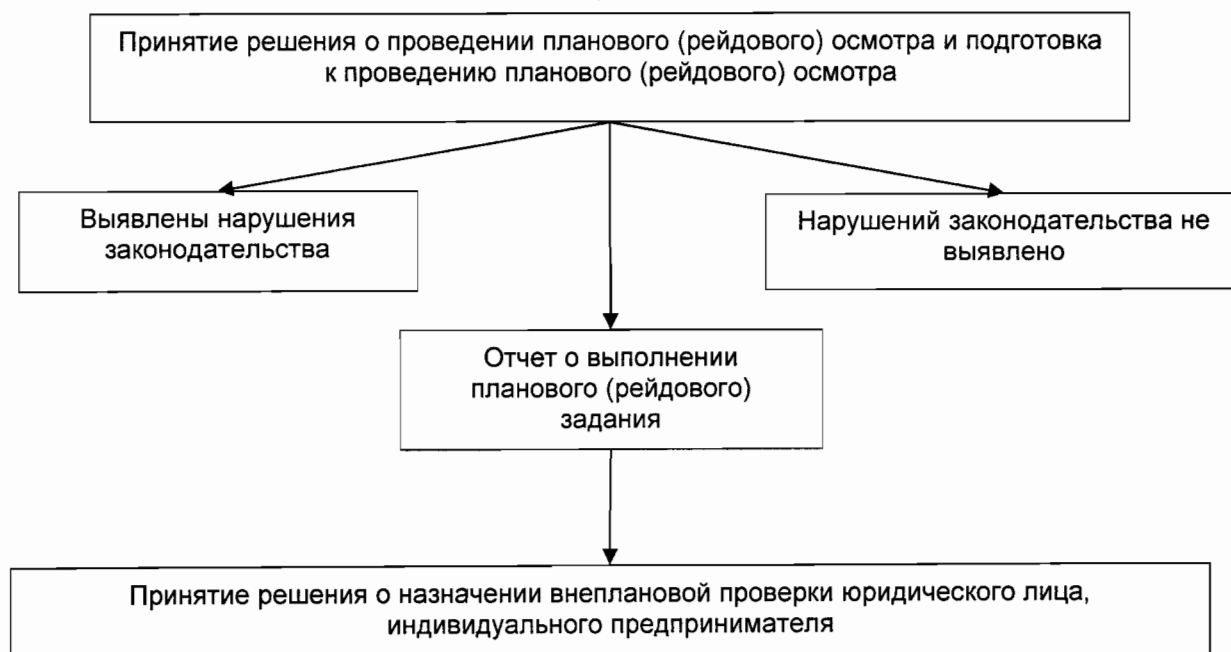 Принятие решения о проведении планового (рейдового) осмотра и подготовка
к проведению планового (рейдового) осмотра
Выявлены нарушения
законодательства
Нарушений законодательства не
выявлено
Отчет о выполнении
планового (рейдового)
задания
Принятие решения о назначении внеплановой проверки юридического лица,
индивидуального предпринимателя